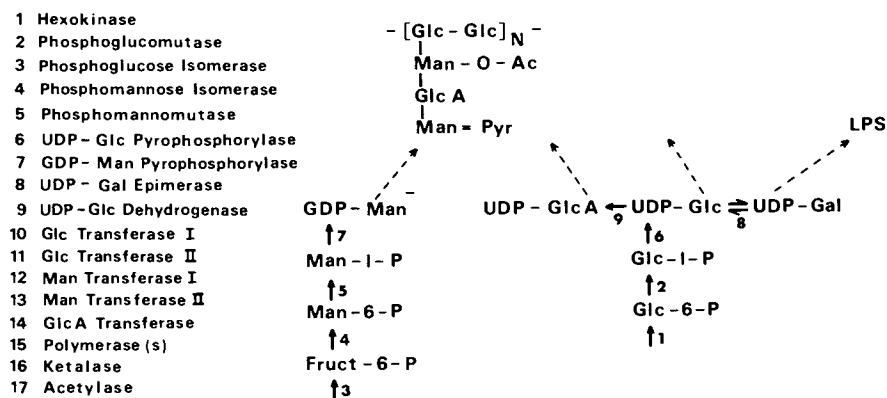 1 Hexokinase
2 Phosphoglucomutase
3 Phosphoglucose Isomerase
4 Phosphomannose Isomerase
5 Phosphomannomutase
6 UDP-Glc Pyrophosphorylase
7 GDP-Man Pyrophosphorylase
8 UDP-Gal Epimerase
9 UDP-Glc Dehydrogenase
10 Glc Transferase I
11 Glc Transferase II
12 Man Transferase I
13 Man Transferase II
14 GlcA Transferase
15 Polymerase(s)
16 Ketalase
17 Acetylase
-[Glc-Glc]N-
Man-O-Ac
GlcA
Man=Pyr
LPS
GDP-Man-
UDP-GlcA 9 UDP-Glc 8 UDP-Gal
7
6
Man-1-P
Glc-1-P
5
2
Man-6-P
Glc-6-P
4
1
Fruct-6-P
3